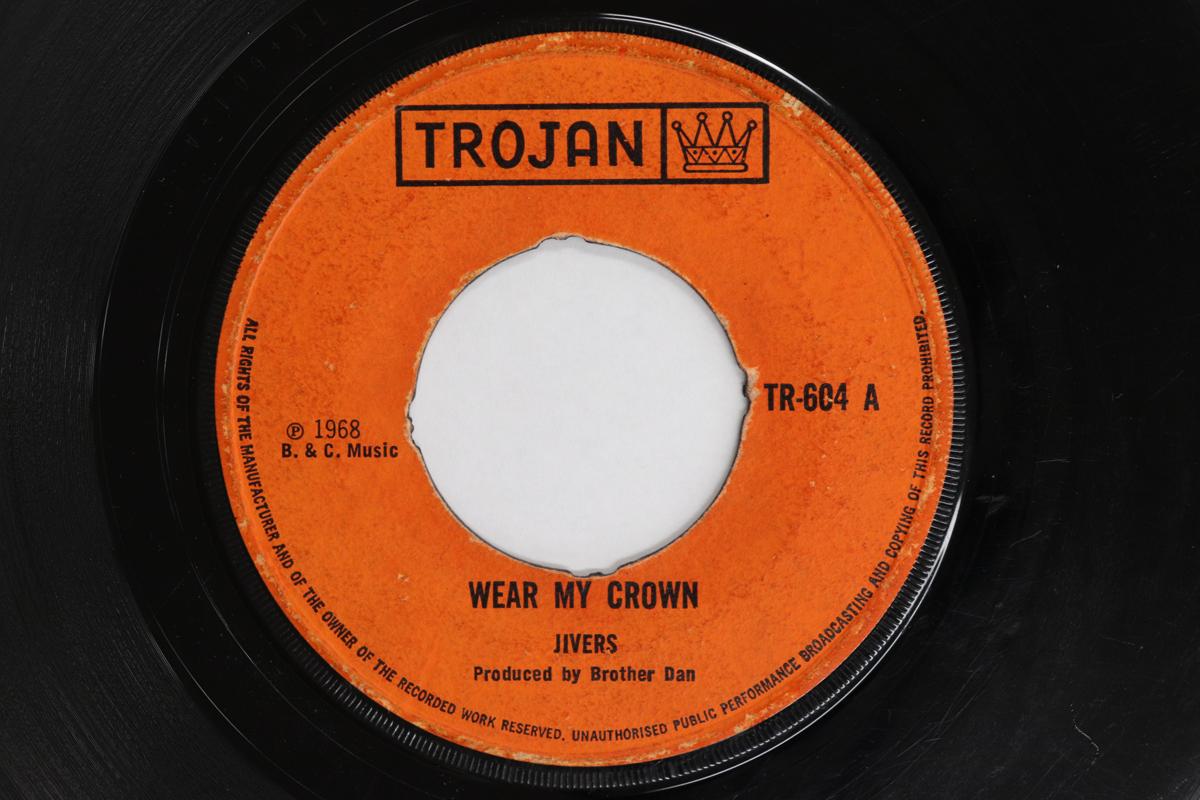 TROJAN
TR-604 A
℗ 1968
B. & C. Music
WEAR MY CROWN
JIVERS
Produced by Brother Dan
ALL RIGHTS OF THE MANUFACTURER AND OF THE OWNER OF THE RECORDED WORK RESERVED. UNAUTHORISED PUBLIC PERFORMANCE BROADCASTING AND COPYING OF THIS RECORD PROHIBITED.